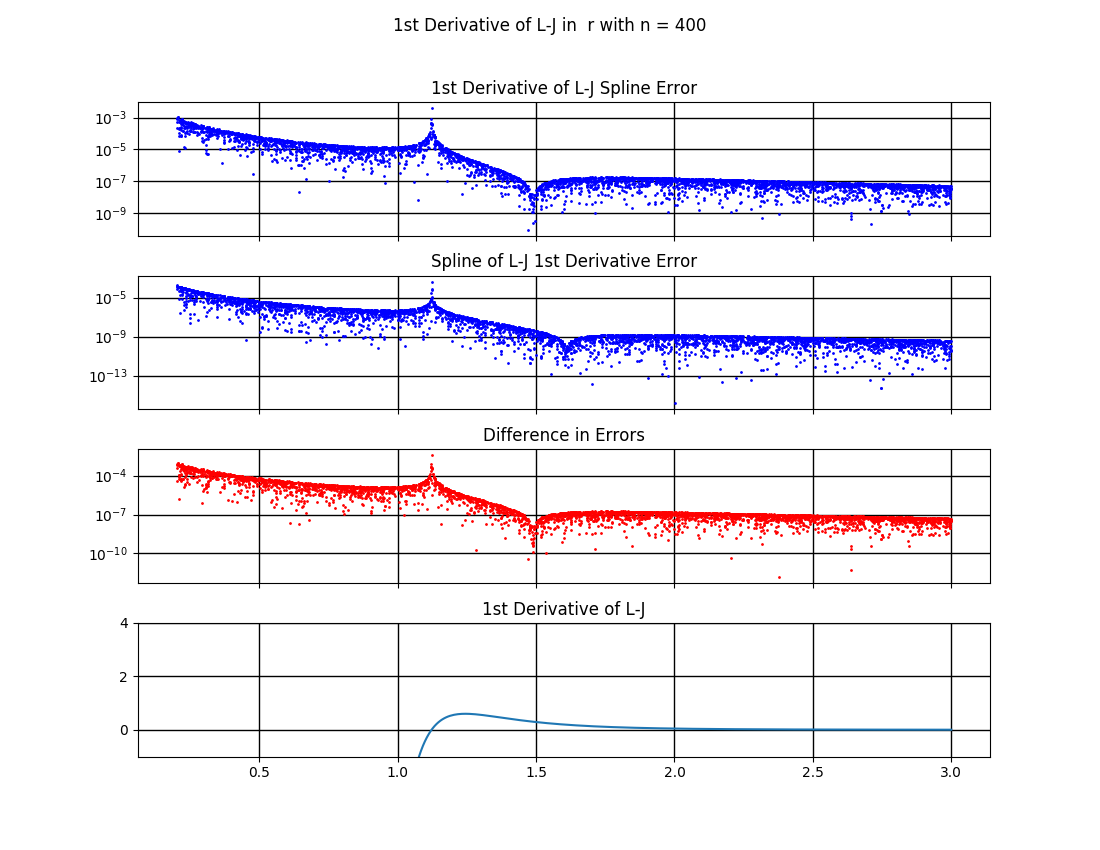 1st Derivative of L-J in  r with n = 400
1st Derivative of L-J Spline Error
10⁻³
10⁻⁵
10⁻⁷
10⁻⁹
Spline of L-J 1st Derivative Error
10⁻⁵
10⁻⁹
10⁻¹³
Difference in Errors
10⁻⁴
10⁻⁷
10⁻¹⁰
1st Derivative of L-J
4
2
0
0.5 1.0 1.5 2.0 2.5 3.0